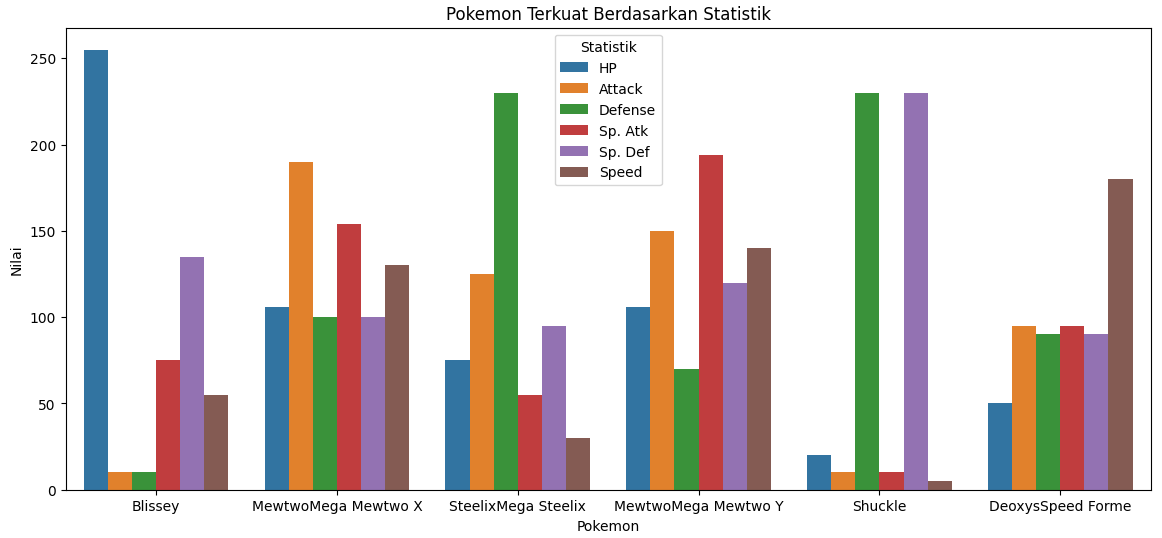 Pokemon Terkuat Berdasarkan Statistik
Statistik
HP
Attack
Defense
Sp. Atk
Sp. Def
Speed
Nilai
250
200
150
100
50
0
Blissey
MewtwoMega Mewtwo X
SteelixMega Steelix
MewtwoMega Mewtwo Y
Shuckle
DeoxysSpeed Forme
Pokemon